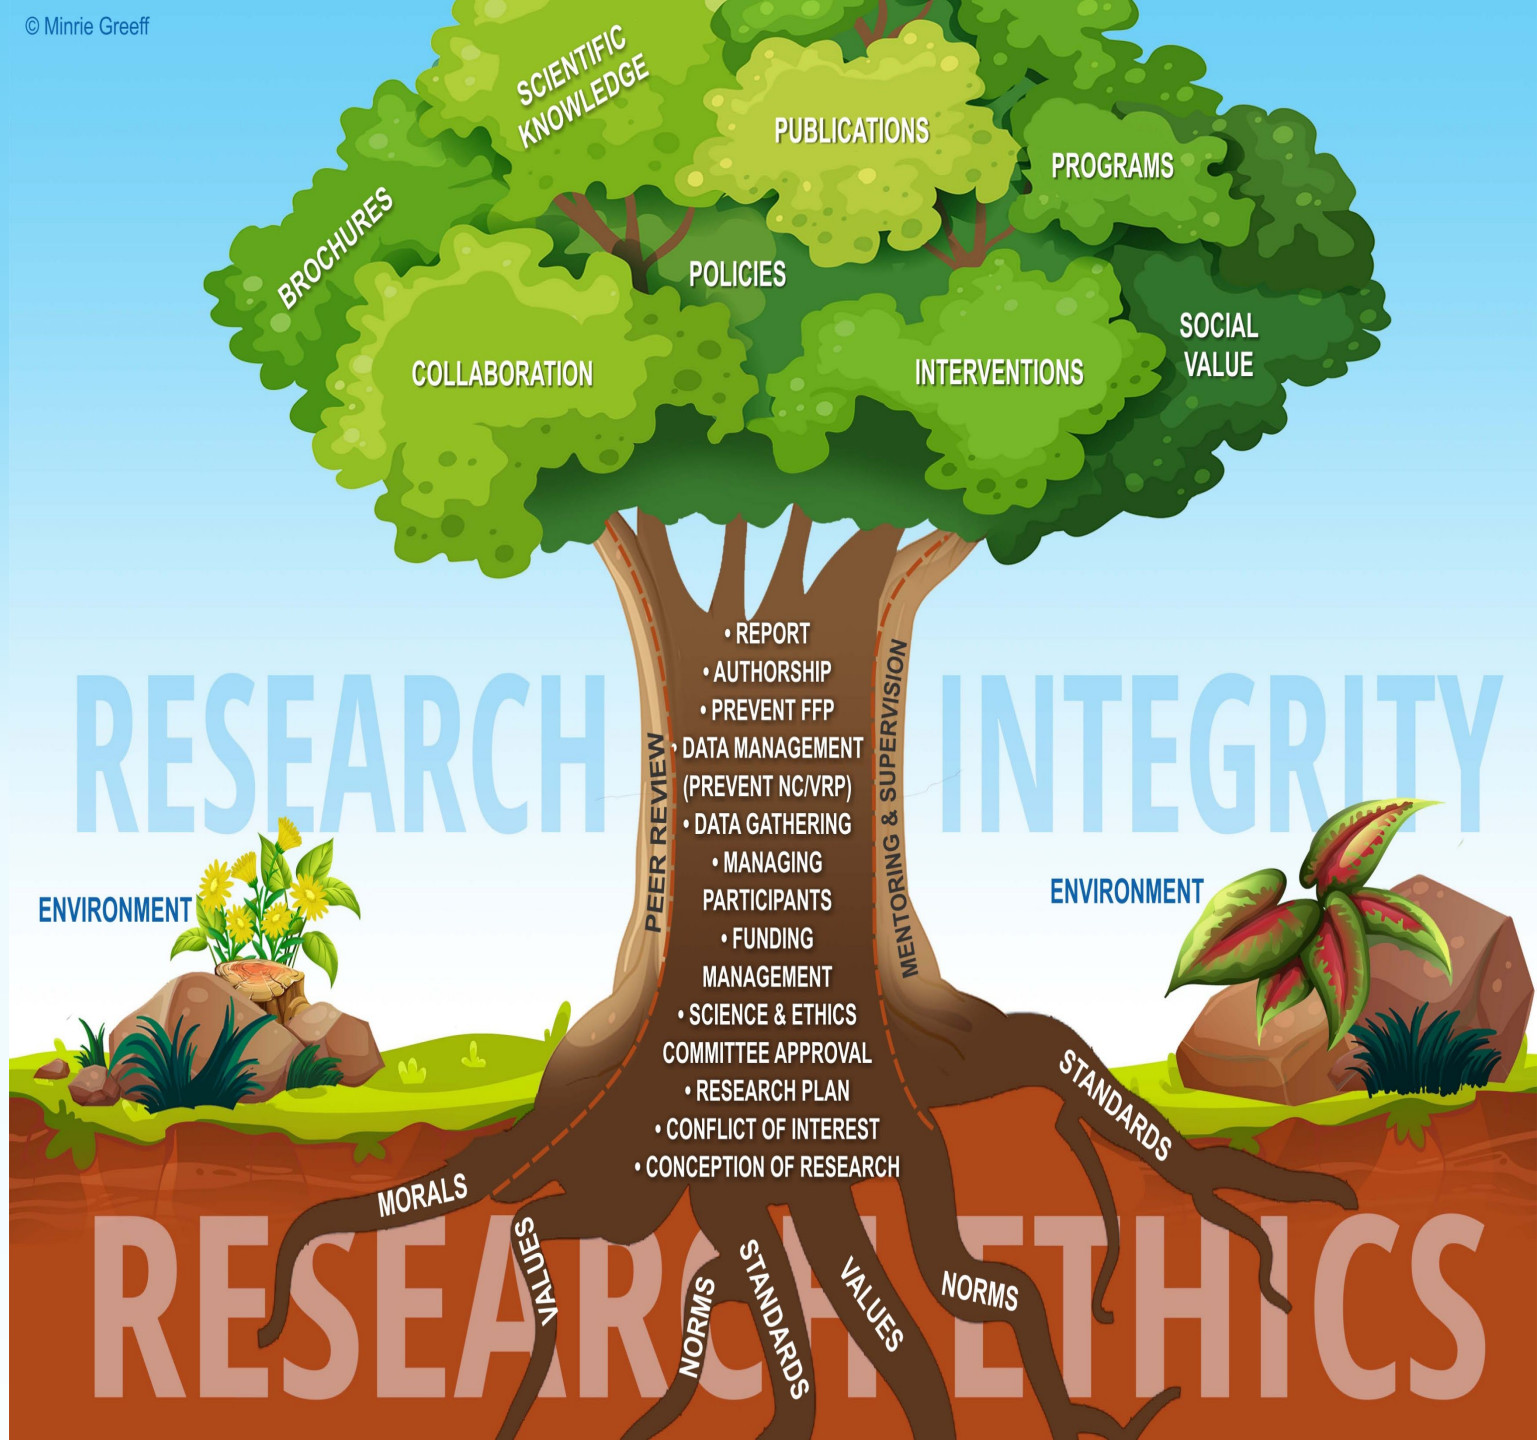 © Minrie Greeff
SCIENTIFIC
KNOWLEDGE
PUBLICATIONS
PROGRAMS
BROCHURES
POLICIES
SOCIAL
VALUE
COLLABORATION
INTERVENTIONS
RESEARCH INTEGRITY
PEER REVIEW
• REPORT
• AUTHORSHIP
• PREVENT FFP
• DATA MANAGEMENT
(PREVENT NC/VRP)
• DATA GATHERING
• MANAGING
PARTICIPANTS
• FUNDING
MANAGEMENT
• SCIENCE & ETHICS
COMMITTEE APPROVAL
• RESEARCH PLAN
• CONFLICT OF INTEREST
• CONCEPTION OF RESEARCH
MENTORING & SUPERVISION
ENVIRONMENT
ENVIRONMENT
STANDARDS
MORALS
VALUES
NORMS
STANDARDS
VALUES
NORMS
RESEARCH ETHICS